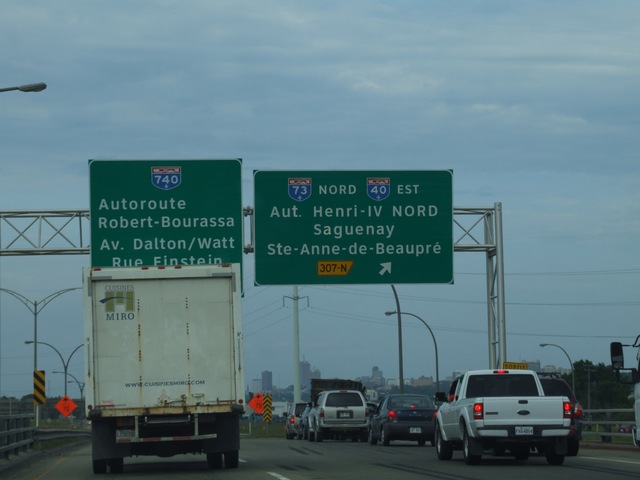 740
Autoroute
Robert-Bourassa
Av. Dalton/Watt
Rue Einstein
73 NORD 40 EST
Aut. Henri-IV NORD
Saguenay
Ste-Anne-de-Beaupré
307-N
CUISINES
MIRO
WWW.CUISINESMIRO.COM